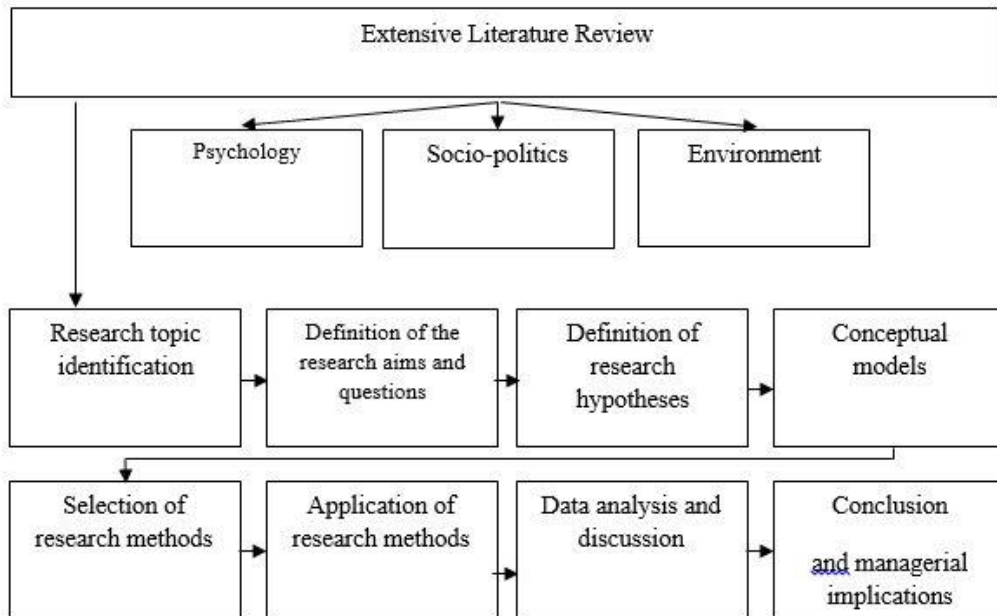 Extensive Literature Review
Psychology
Socio-politics
Environment
Research topic
identification
Definition of the
research aims and
questions
Definition of
research
hypotheses
Conceptual
models
Selection of
research methods
Application of
research methods
Data analysis and
discussion
Conclusion
and managerial
implications